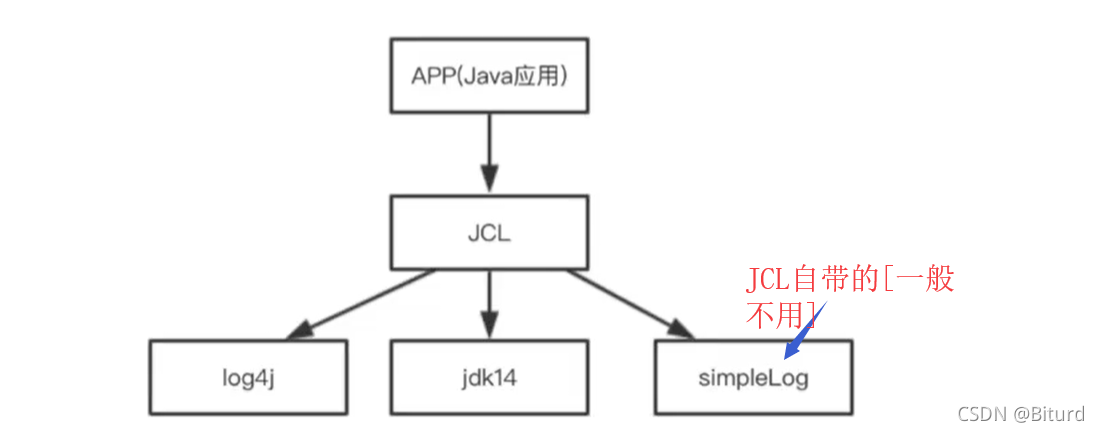 APP(Java应用)
JCL
JCL自带的[一般
不用]
log4j
jdk14
simpleLog
CSDN @Biturd